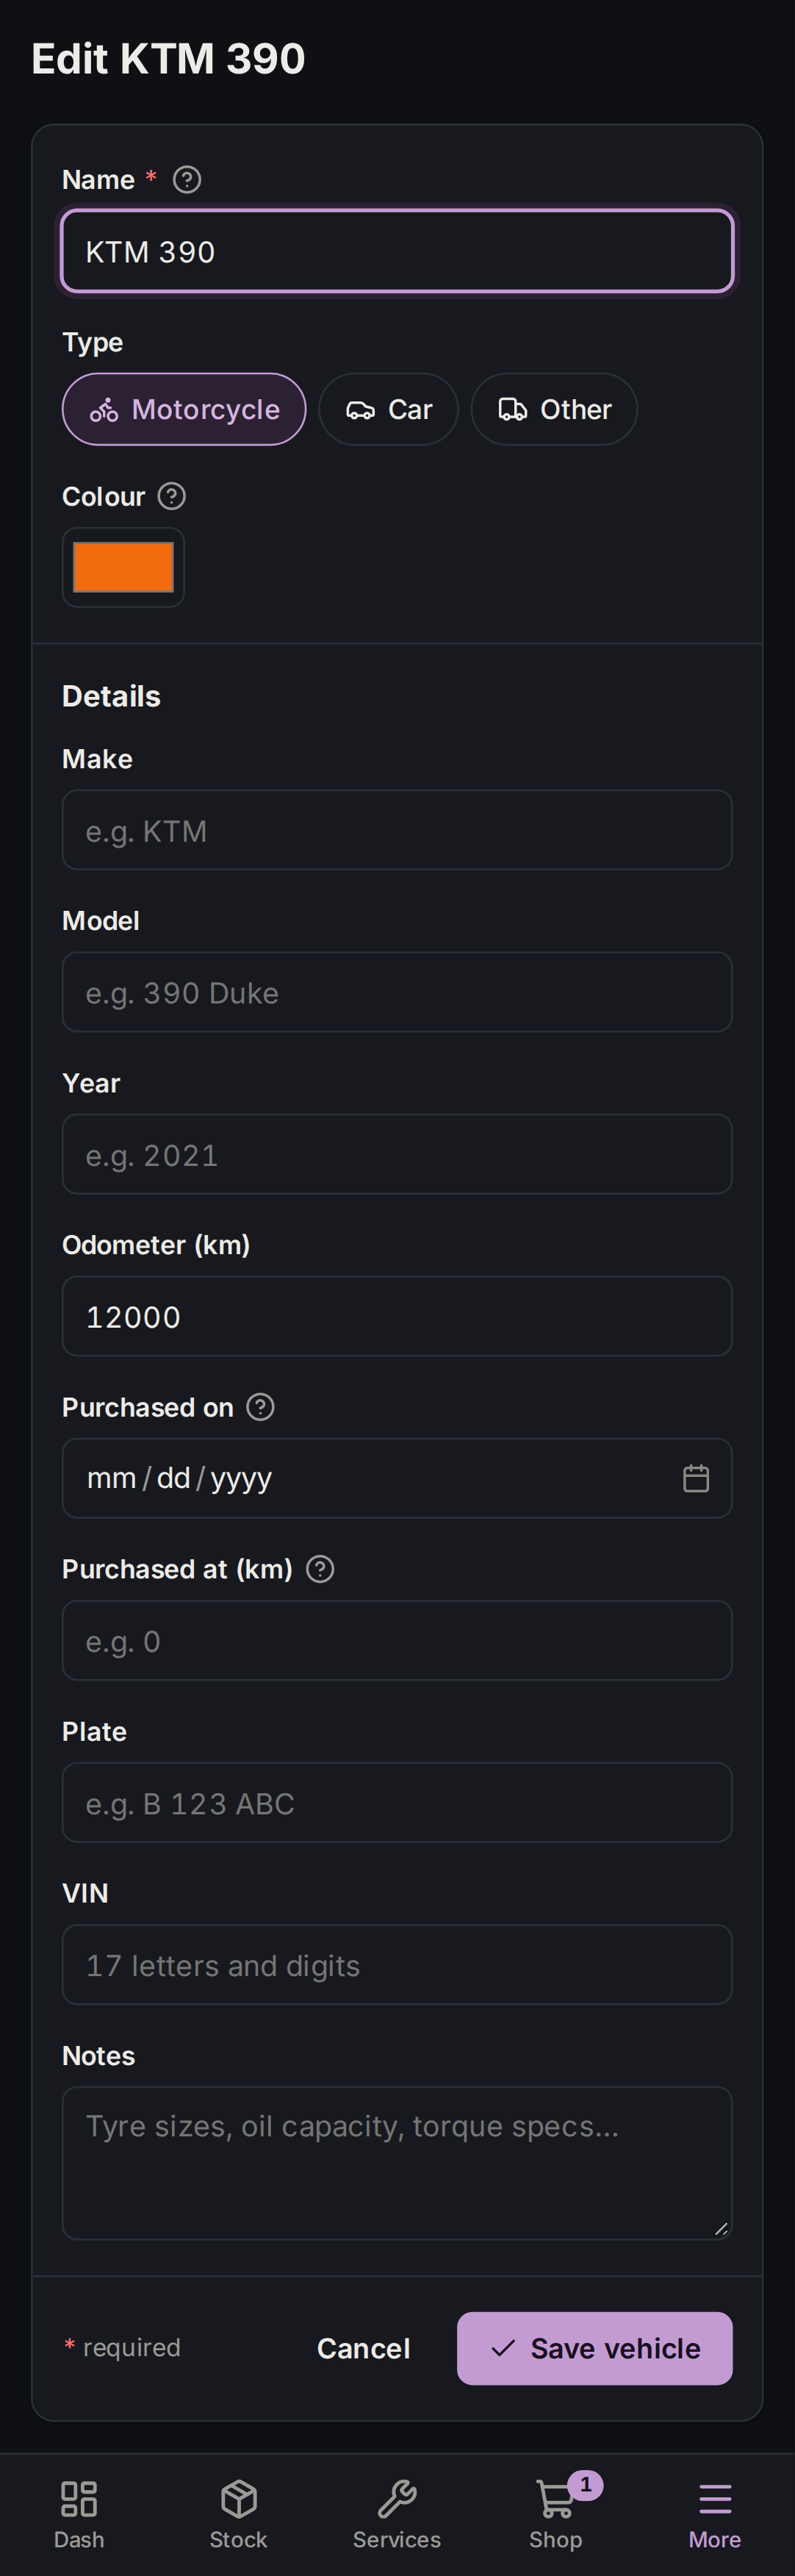 Edit KTM 390
Name *
KTM 390
Type
Motorcycle Car Other
Colour
Details
Make
e.g. KTM
Model
e.g. 390 Duke
Year
e.g. 2021
Odometer (km)
12000
Purchased on
mm/dd/yyyy
Purchased at (km)
e.g. 0
Plate
e.g. B 123 ABC
VIN
17 letters and digits
Notes
Tyre sizes, oil capacity, torque specs...
* required Cancel Save vehicle
1
Dash Stock Services Shop More